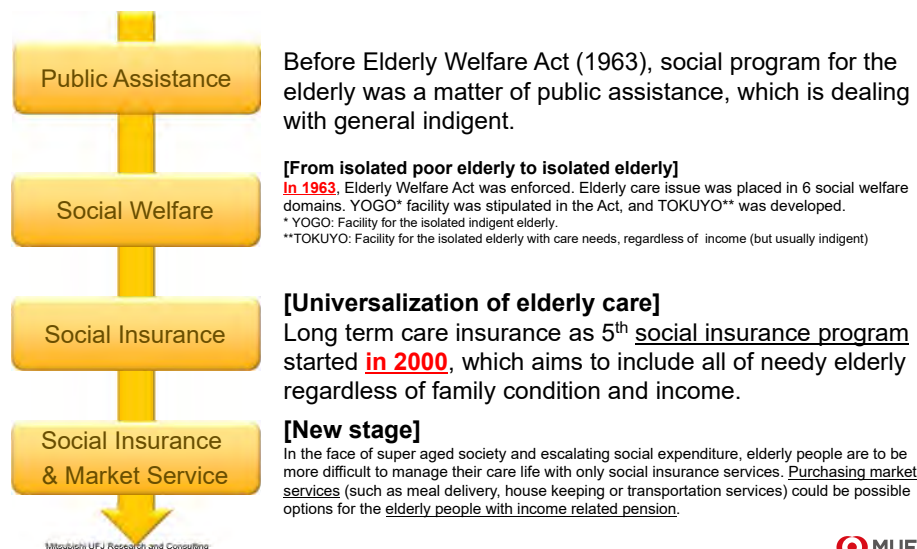 Public Assistance
Before Elderly Welfare Act (1963), social program for the
elderly was a matter of public assistance, which is dealing
with general indigent.
Social Welfare
[From isolated poor elderly to isolated elderly]
In 1963, Elderly Welfare Act was enforced. Elderly care issue was placed in 6 social welfare
domains. YOGO* facility was stipulated in the Act, and TOKUYO** was developed.
* YOGO: Facility for the isolated indigent elderly.
**TOKUYO: Facility for the isolated elderly with care needs, regardless of income (but usually indigent)
Social Insurance
[Universalization of elderly care]
Long term care insurance as 5th social insurance program
started in 2000, which aims to include all of needy elderly
regardless of family condition and income.
Social Insurance
& Market Service
[New stage]
In the face of super aged society and escalating social expenditure, elderly people are to be
more difficult to manage their care life with only social insurance services. Purchasing market
services (such as meal delivery, house keeping or transportation services) could be possible
options for the elderly people with income related pension.
Mitsubishi UFJ Research and Consulting
MUF